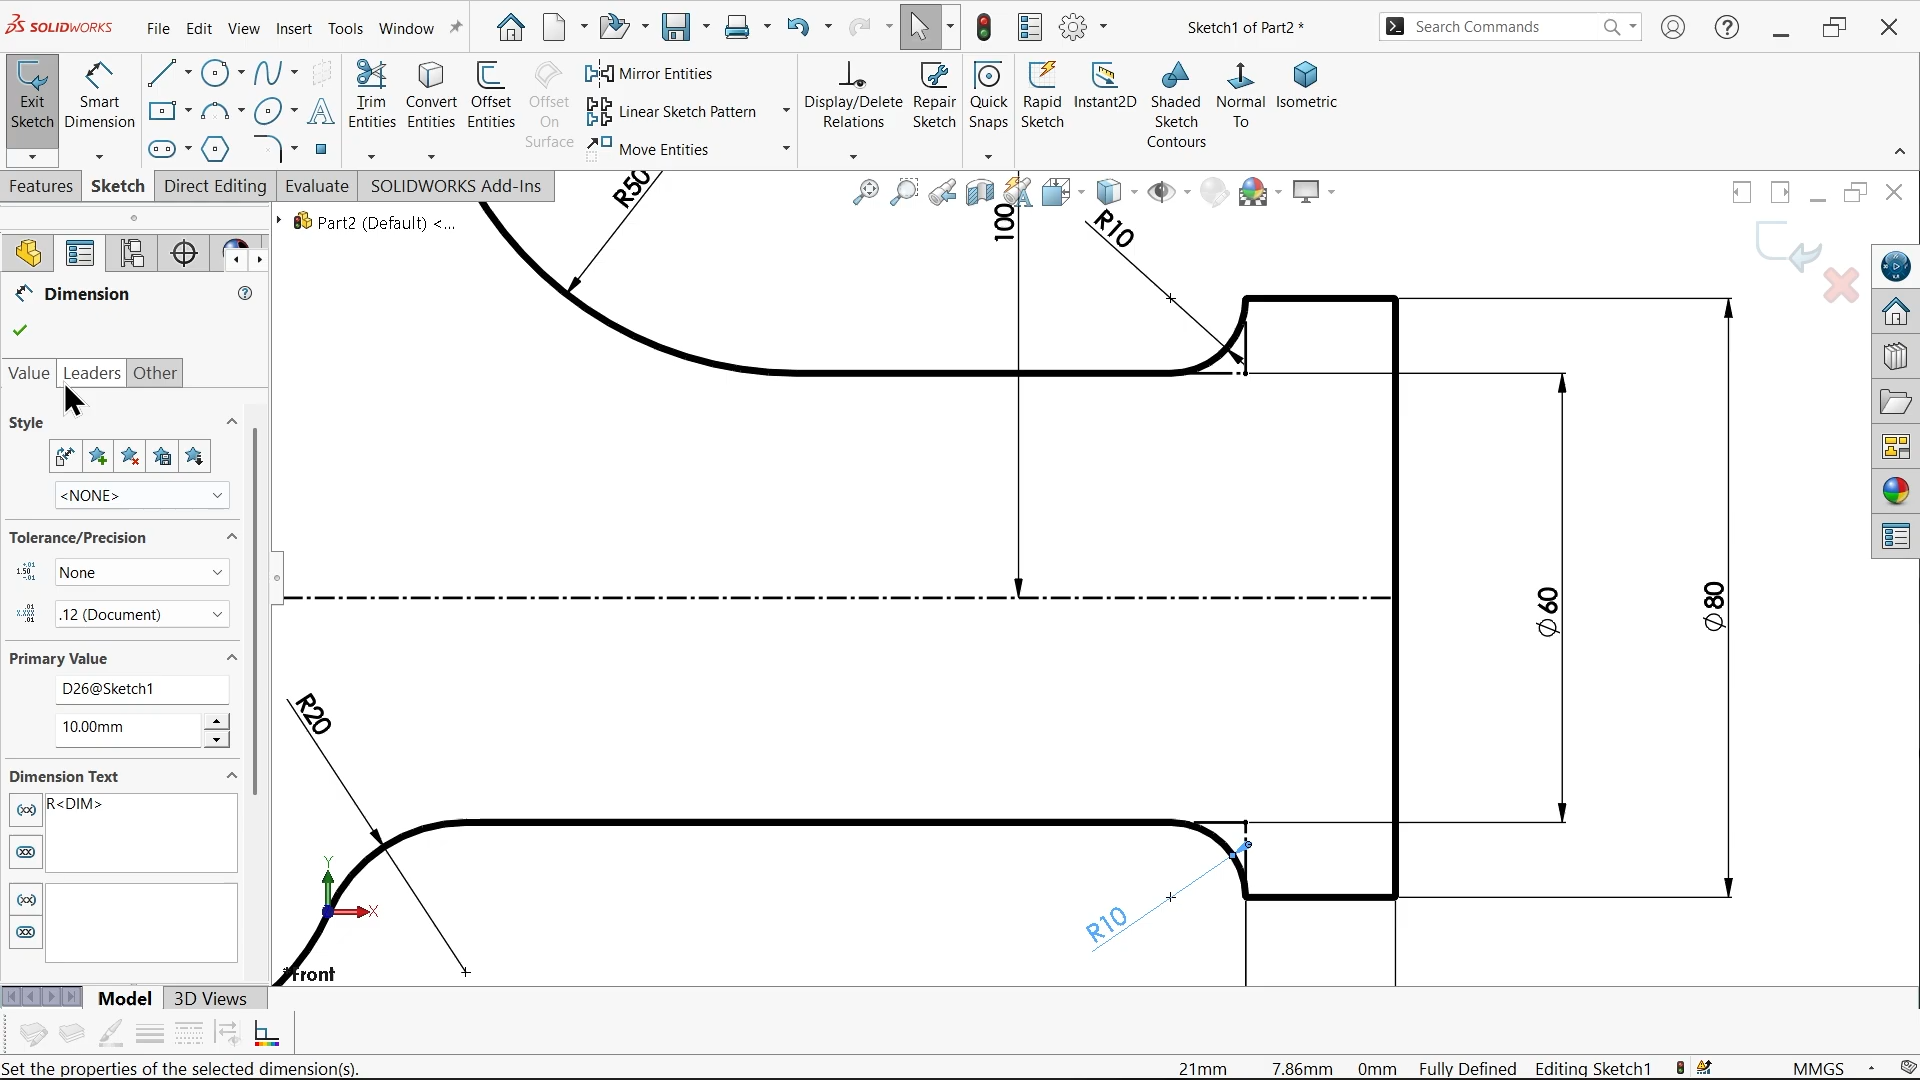 SOLIDWORKS
File Edit View Insert Tools Window
Sketch1 of Part2 *
Search Commands
Exit Sketch
Smart Dimension
Trim Entities
Convert Entities
Offset Entities
Offset On Surface
Mirror Entities
Linear Sketch Pattern
Move Entities
Display/Delete Relations
Repair Sketch
Quick Snaps
Rapid Sketch
Instant2D
Shaded Sketch Contours
Normal To
Isometric
Features Sketch Direct Editing Evaluate SOLIDWORKS Add-Ins
Part2 (Default) <...
Dimension
Value Leaders Other
Style
<NONE>
Tolerance/Precision
None
.12 (Document)
Primary Value
D26@Sketch1
10.00mm
Dimension Text
R<DIM>
R50
100
R10
∅60
∅80
R20
R10
Y
X
*Front
Model 3D Views
Set the properties of the selected dimension(s).
21mm 7.86mm 0mm Fully Defined Editing Sketch1 MMGS